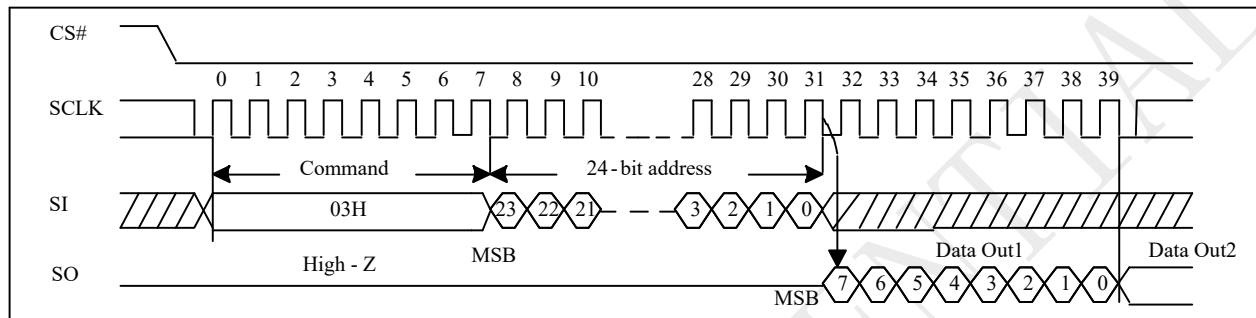 CS#
0 1 2 3 4 5 6 7 8 9 10 28 29 30 31 32 33 34 35 36 37 38 39
SCLK
Command 24-bit address
SI 03H 23 22 21 3 2 1 0
High - Z MSB Data Out1 Data Out2
SO MSB 7 6 5 4 3 2 1 0